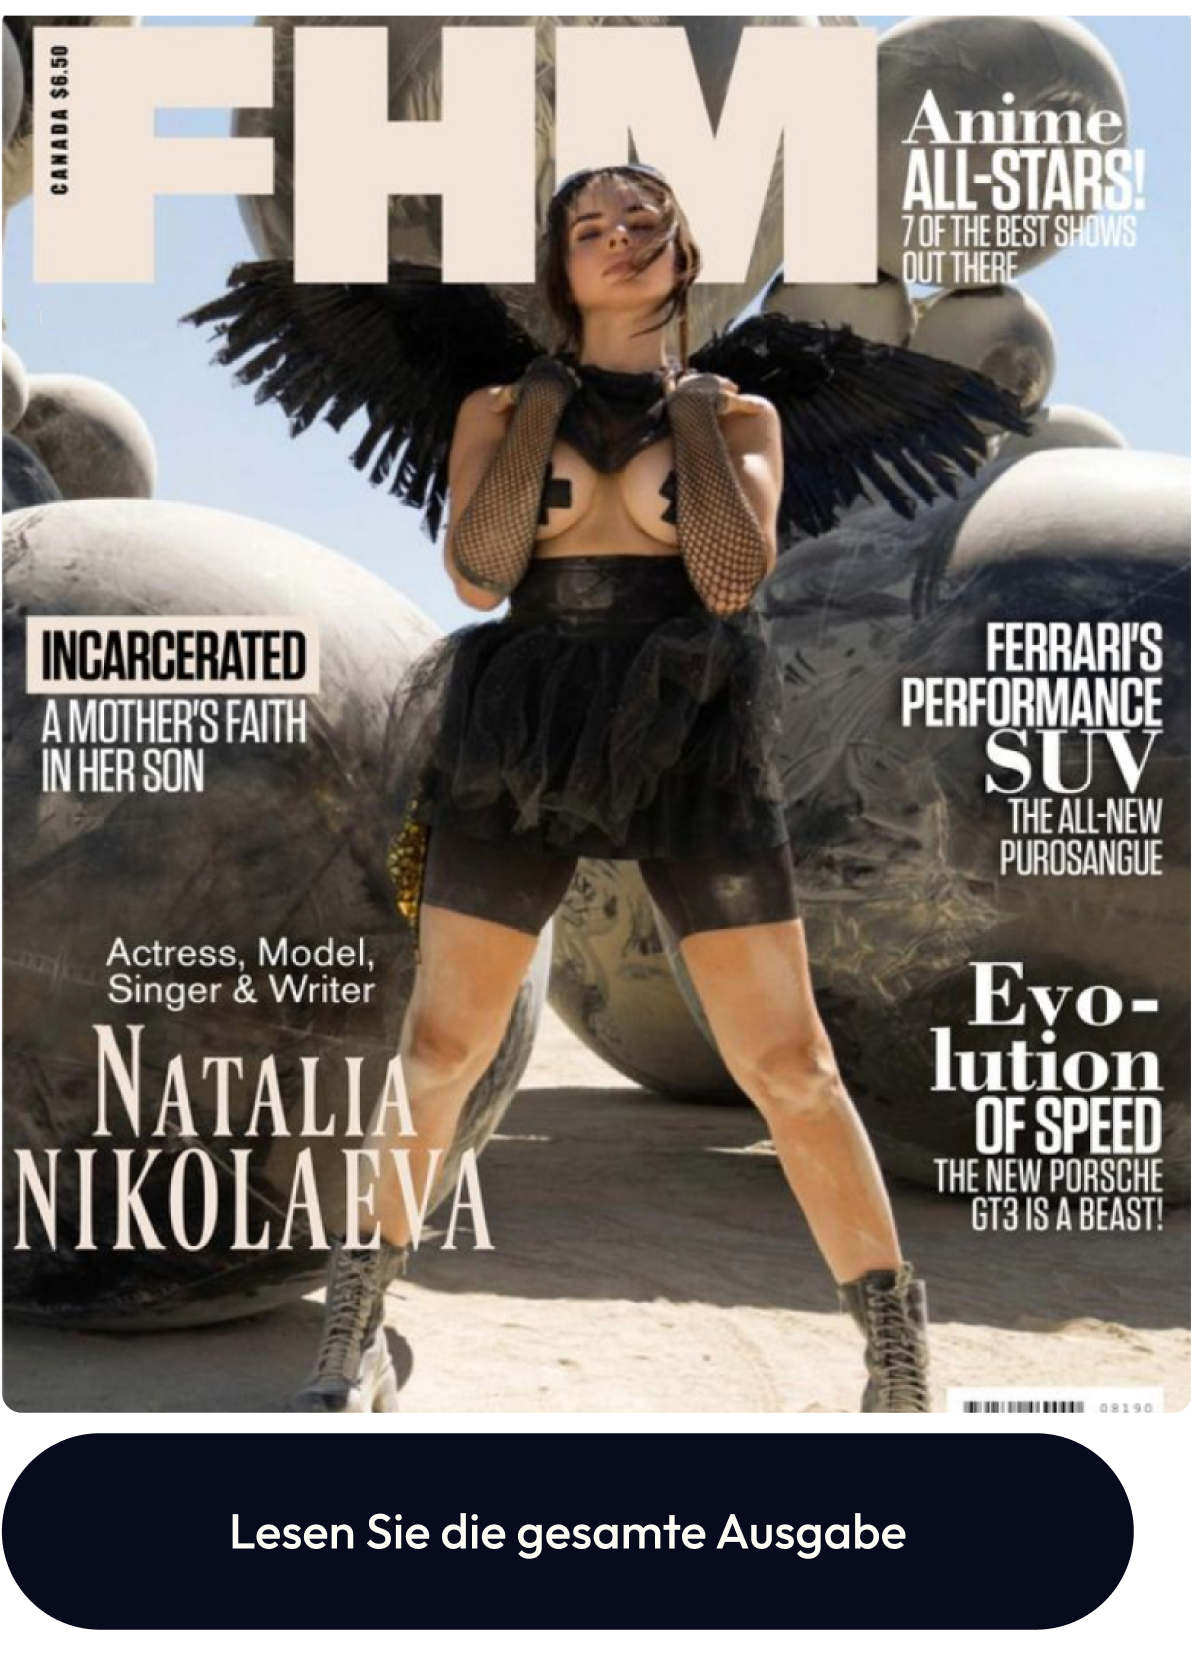 FHM
CANADA $6.50
Anime
ALL-STARS!
7 OF THE BEST SHOWS
OUT THERE
INCARCERATED
A MOTHER'S FAITH
IN HER SON
FERRARI'S
PERFORMANCE
SUV
THE ALL-NEW
PUROSANGUE
Actress, Model,
Singer & Writer
NATALIA
NIKOLAEVA
Evo-
lution
OF SPEED
THE NEW PORSCHE
GT3 IS A BEAST!
08190
Lesen Sie die gesamte Ausgabe